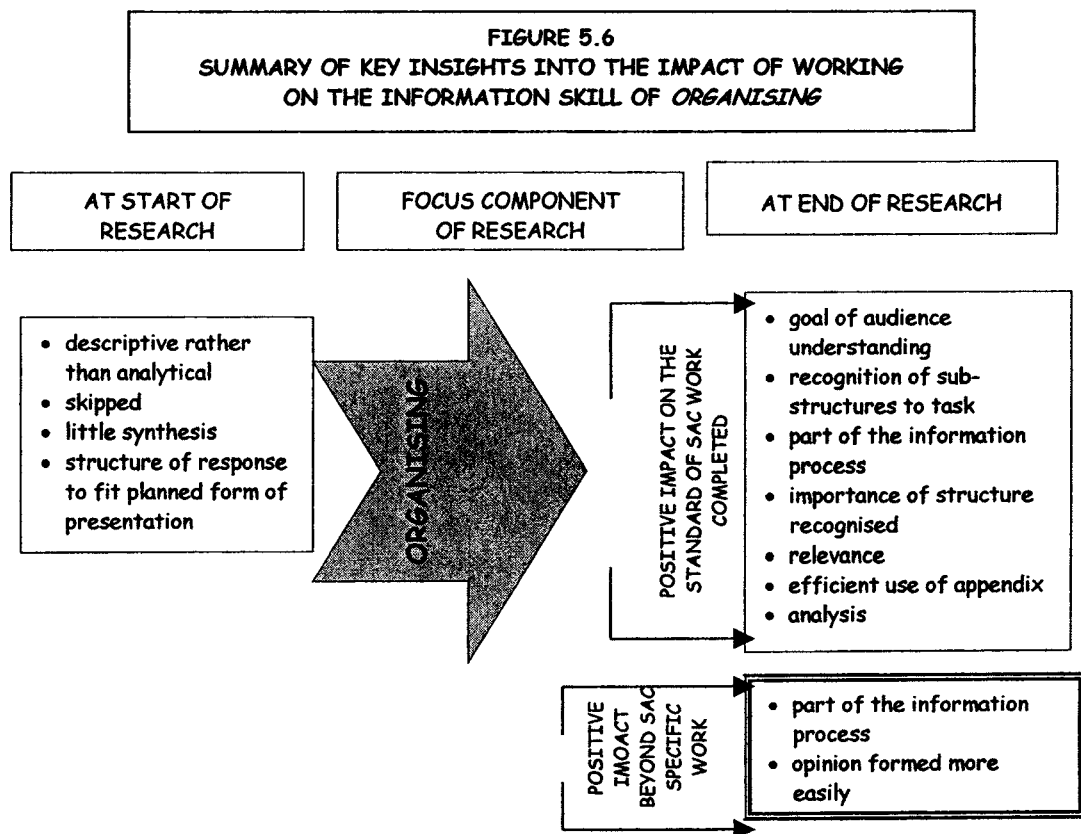 FIGURE 5.6
SUMMARY OF KEY INSIGHTS INTO THE IMPACT OF WORKING
ON THE INFORMATION SKILL OF ORGANISING
AT START OF
RESEARCH
FOCUS COMPONENT
OF RESEARCH
AT END OF RESEARCH
• descriptive rather
than analytical
• skipped
• little synthesis
• structure of response
to fit planned form of
presentation
ORGANISING
POSITIVE IMPACT ON THE
STANDARD OF SAC WORK
COMPLETED
• goal of audience
understanding
• recognition of sub-
structures to task
• part of the information
process
• importance of structure
recognised
• relevance
• efficient use of appendix
• analysis
POSITIVE
IMOACT
BEYOND SAC
SPECIFIC
WORK
• part of the information
process
• opinion formed more
easily